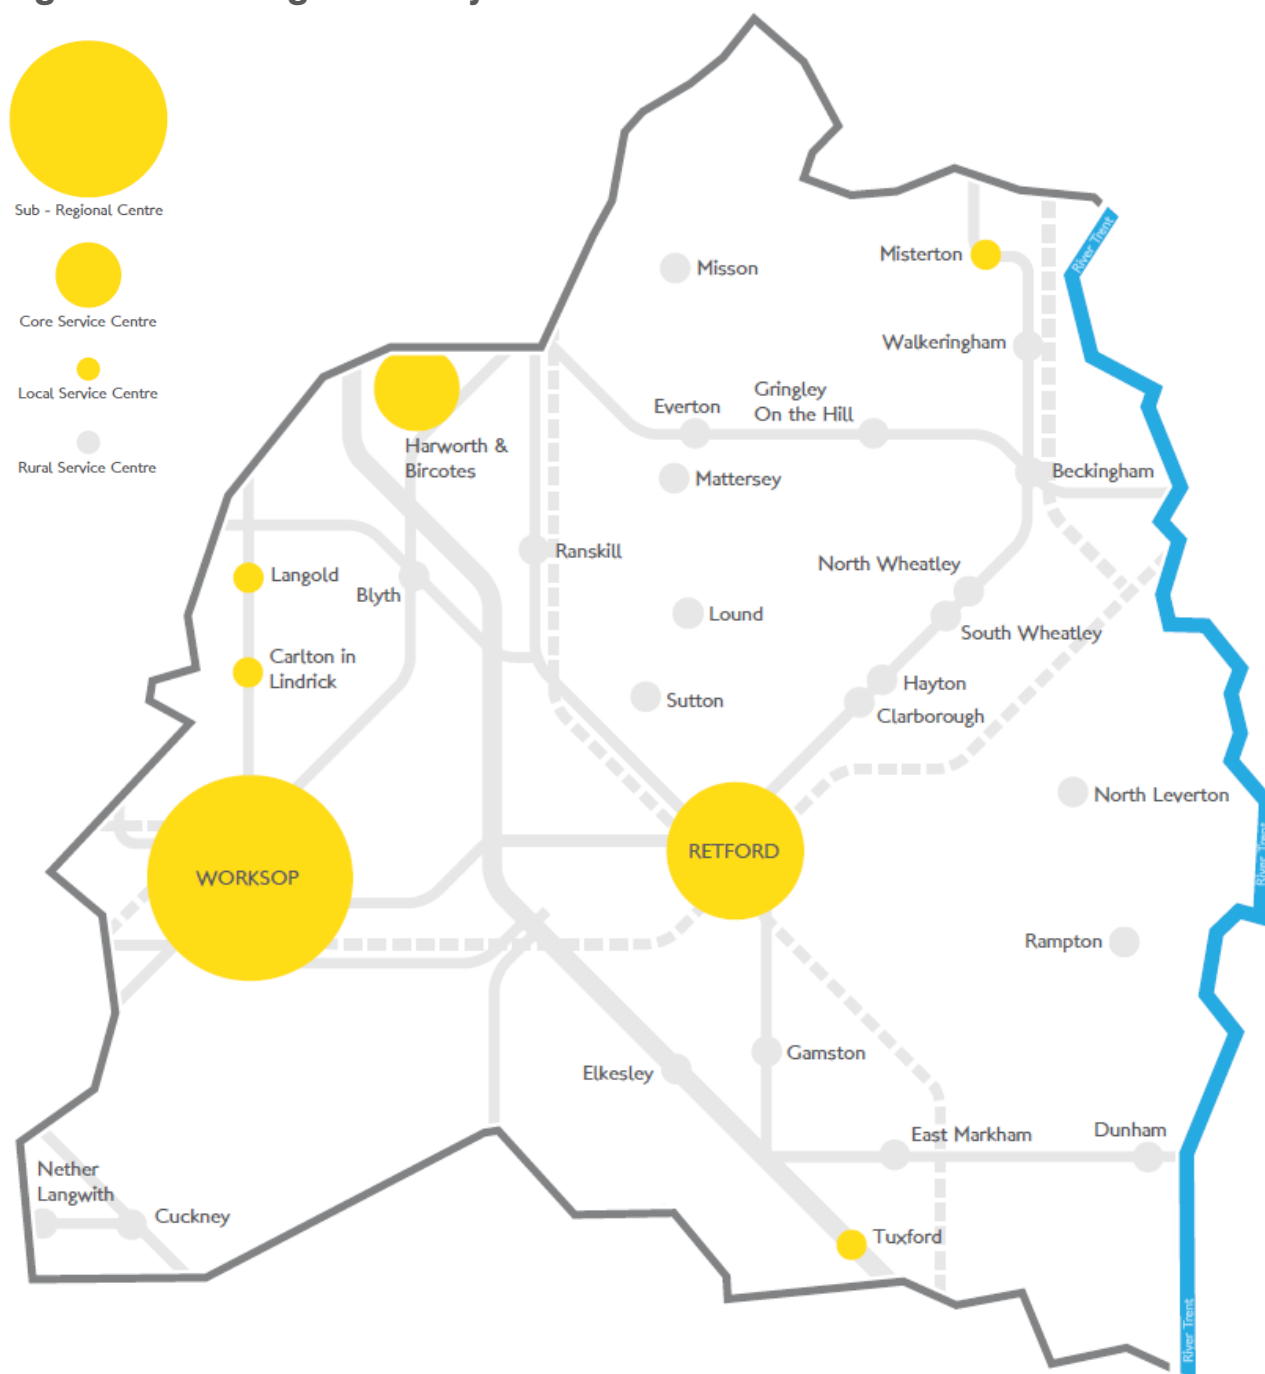 Sub - Regional Centre
Core Service Centre
Local Service Centre
Rural Service Centre
River Trent
Misson
Misterton
Walkeringham
Gringley
On the Hill
Everton
Harworth &
Bircotes
Mattersey
Beckingham
Ranskill
North Wheatley
Langold
Blyth
Lound
South Wheatley
Carlton in
Lindrick
Hayton
Sutton
Clarborough
North Leverton
RETFORD
River Trent
WORKSOP
Rampton
Gamston
Elkesley
East Markham
Dunham
Nether
Langwith
Cuckney
Tuxford
River Trent